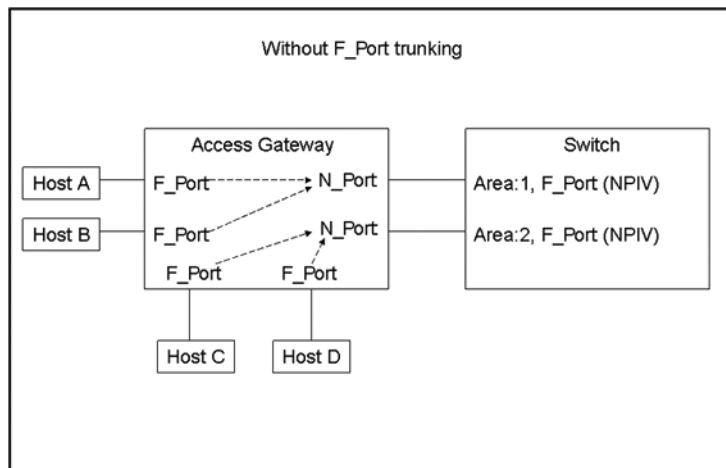 Without F_Port trunking
Access Gateway
Switch
Host A
F_Port
N_Port
Area:1, F_Port (NPIV)
Host B
F_Port
N_Port
Area:2, F_Port (NPIV)
F_Port
F_Port
Host C
Host D